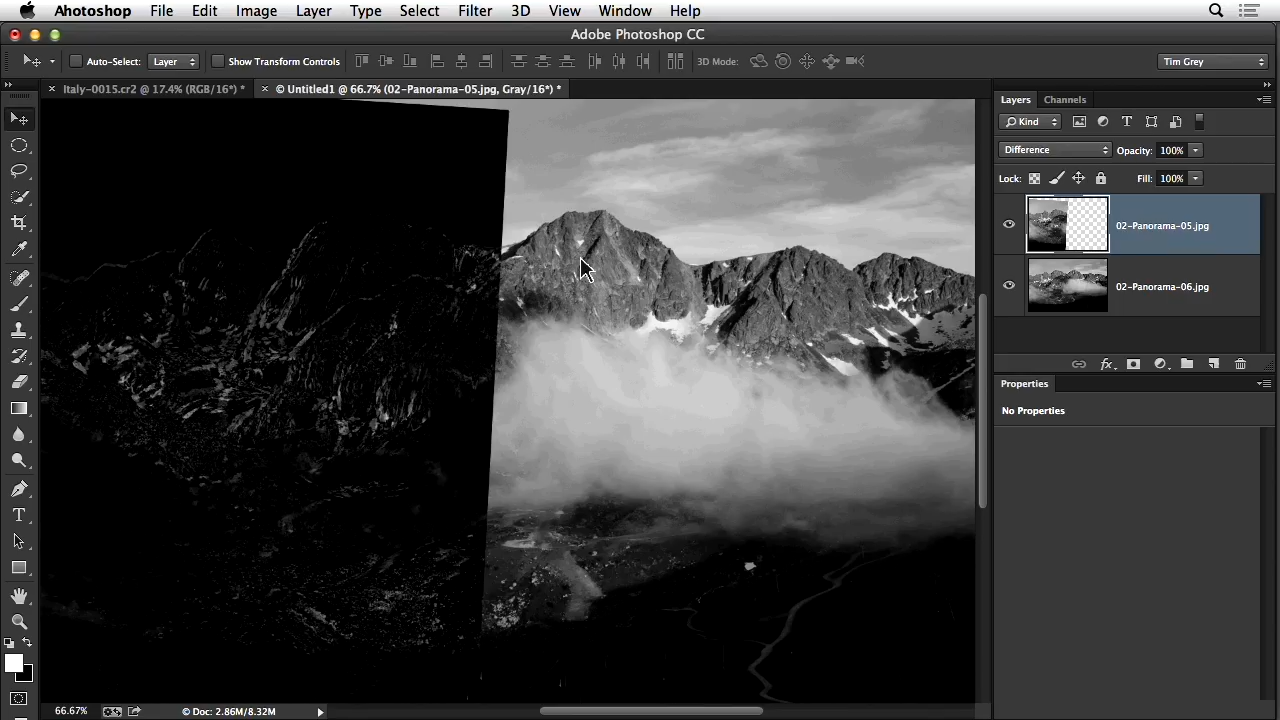 Ahotoshop File Edit Image Layer Type Select Filter 3D View Window Help
Adobe Photoshop CC
Auto-Select: Layer Show Transform Controls 3D Mode: Tim Grey
Italy-0015.cr2 @ 17.4% (RGB/16*) * © Untitled1 @ 66.7% (02-Panorama-05.jpg, Gray/16*) *
Layers Channels
Kind
Difference Opacity: 100%
Lock: Fill: 100%
02-Panorama-05.jpg
02-Panorama-06.jpg
fx
Properties
No Properties
66.67% © Doc: 2.86M/8.32M